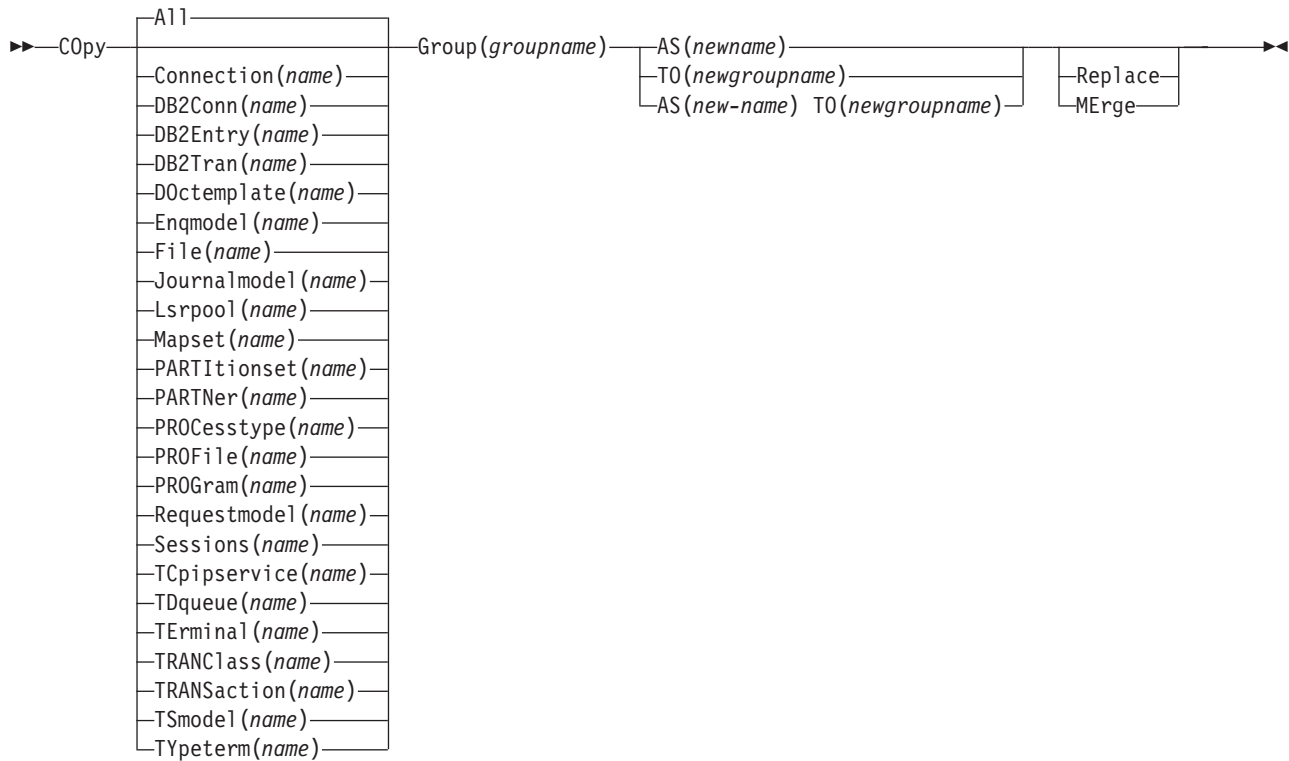 All
COpy Group(groupname) AS(newname)
Connection(name) TO(newgroupname) Replace
DB2Conn(name) AS(new-name) TO(newgroupname) MErge
DB2Entry(name)
DB2Tran(name)
DOctemplate(name)
Enqmodel(name)
File(name)
Journalmodel(name)
Lsrpool(name)
Mapset(name)
PARTItionset(name)
PARTNer(name)
PROCesstype(name)
PROFile(name)
PROGram(name)
Requestmodel(name)
Sessions(name)
TCpipservice(name)
TDqueue(name)
TErminal(name)
TRANClass(name)
TRANSaction(name)
TSmodel(name)
TYpeterm(name)